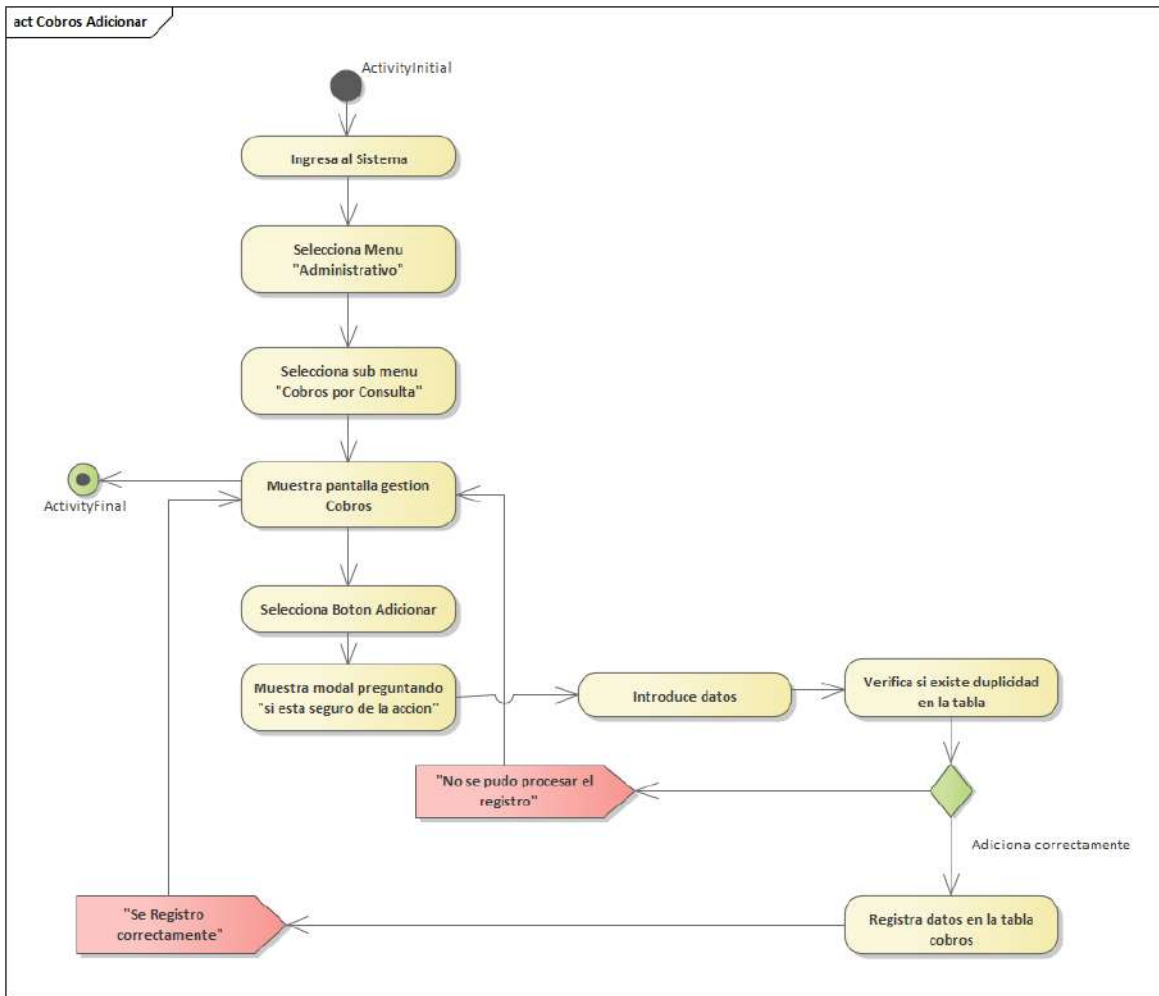 act Cobros Adicionar
ActivityInitial
Ingresa al Sistema
Selecciona Menu
"Administrativo"
Selecciona sub menu
"Cobros por Consulta"
Muestra pantalla gestion
Cobros
ActivityFinal
Selecciona Boton Adicionar
Muestra modal preguntando
"si esta seguro de la accion"
Introduce datos
Verifica si existe duplicidad
en la tabla
"No se pudo procesar el
registro"
Adiciona correctamente
"Se Registro
correctamente"
Registra datos en la tabla
cobros